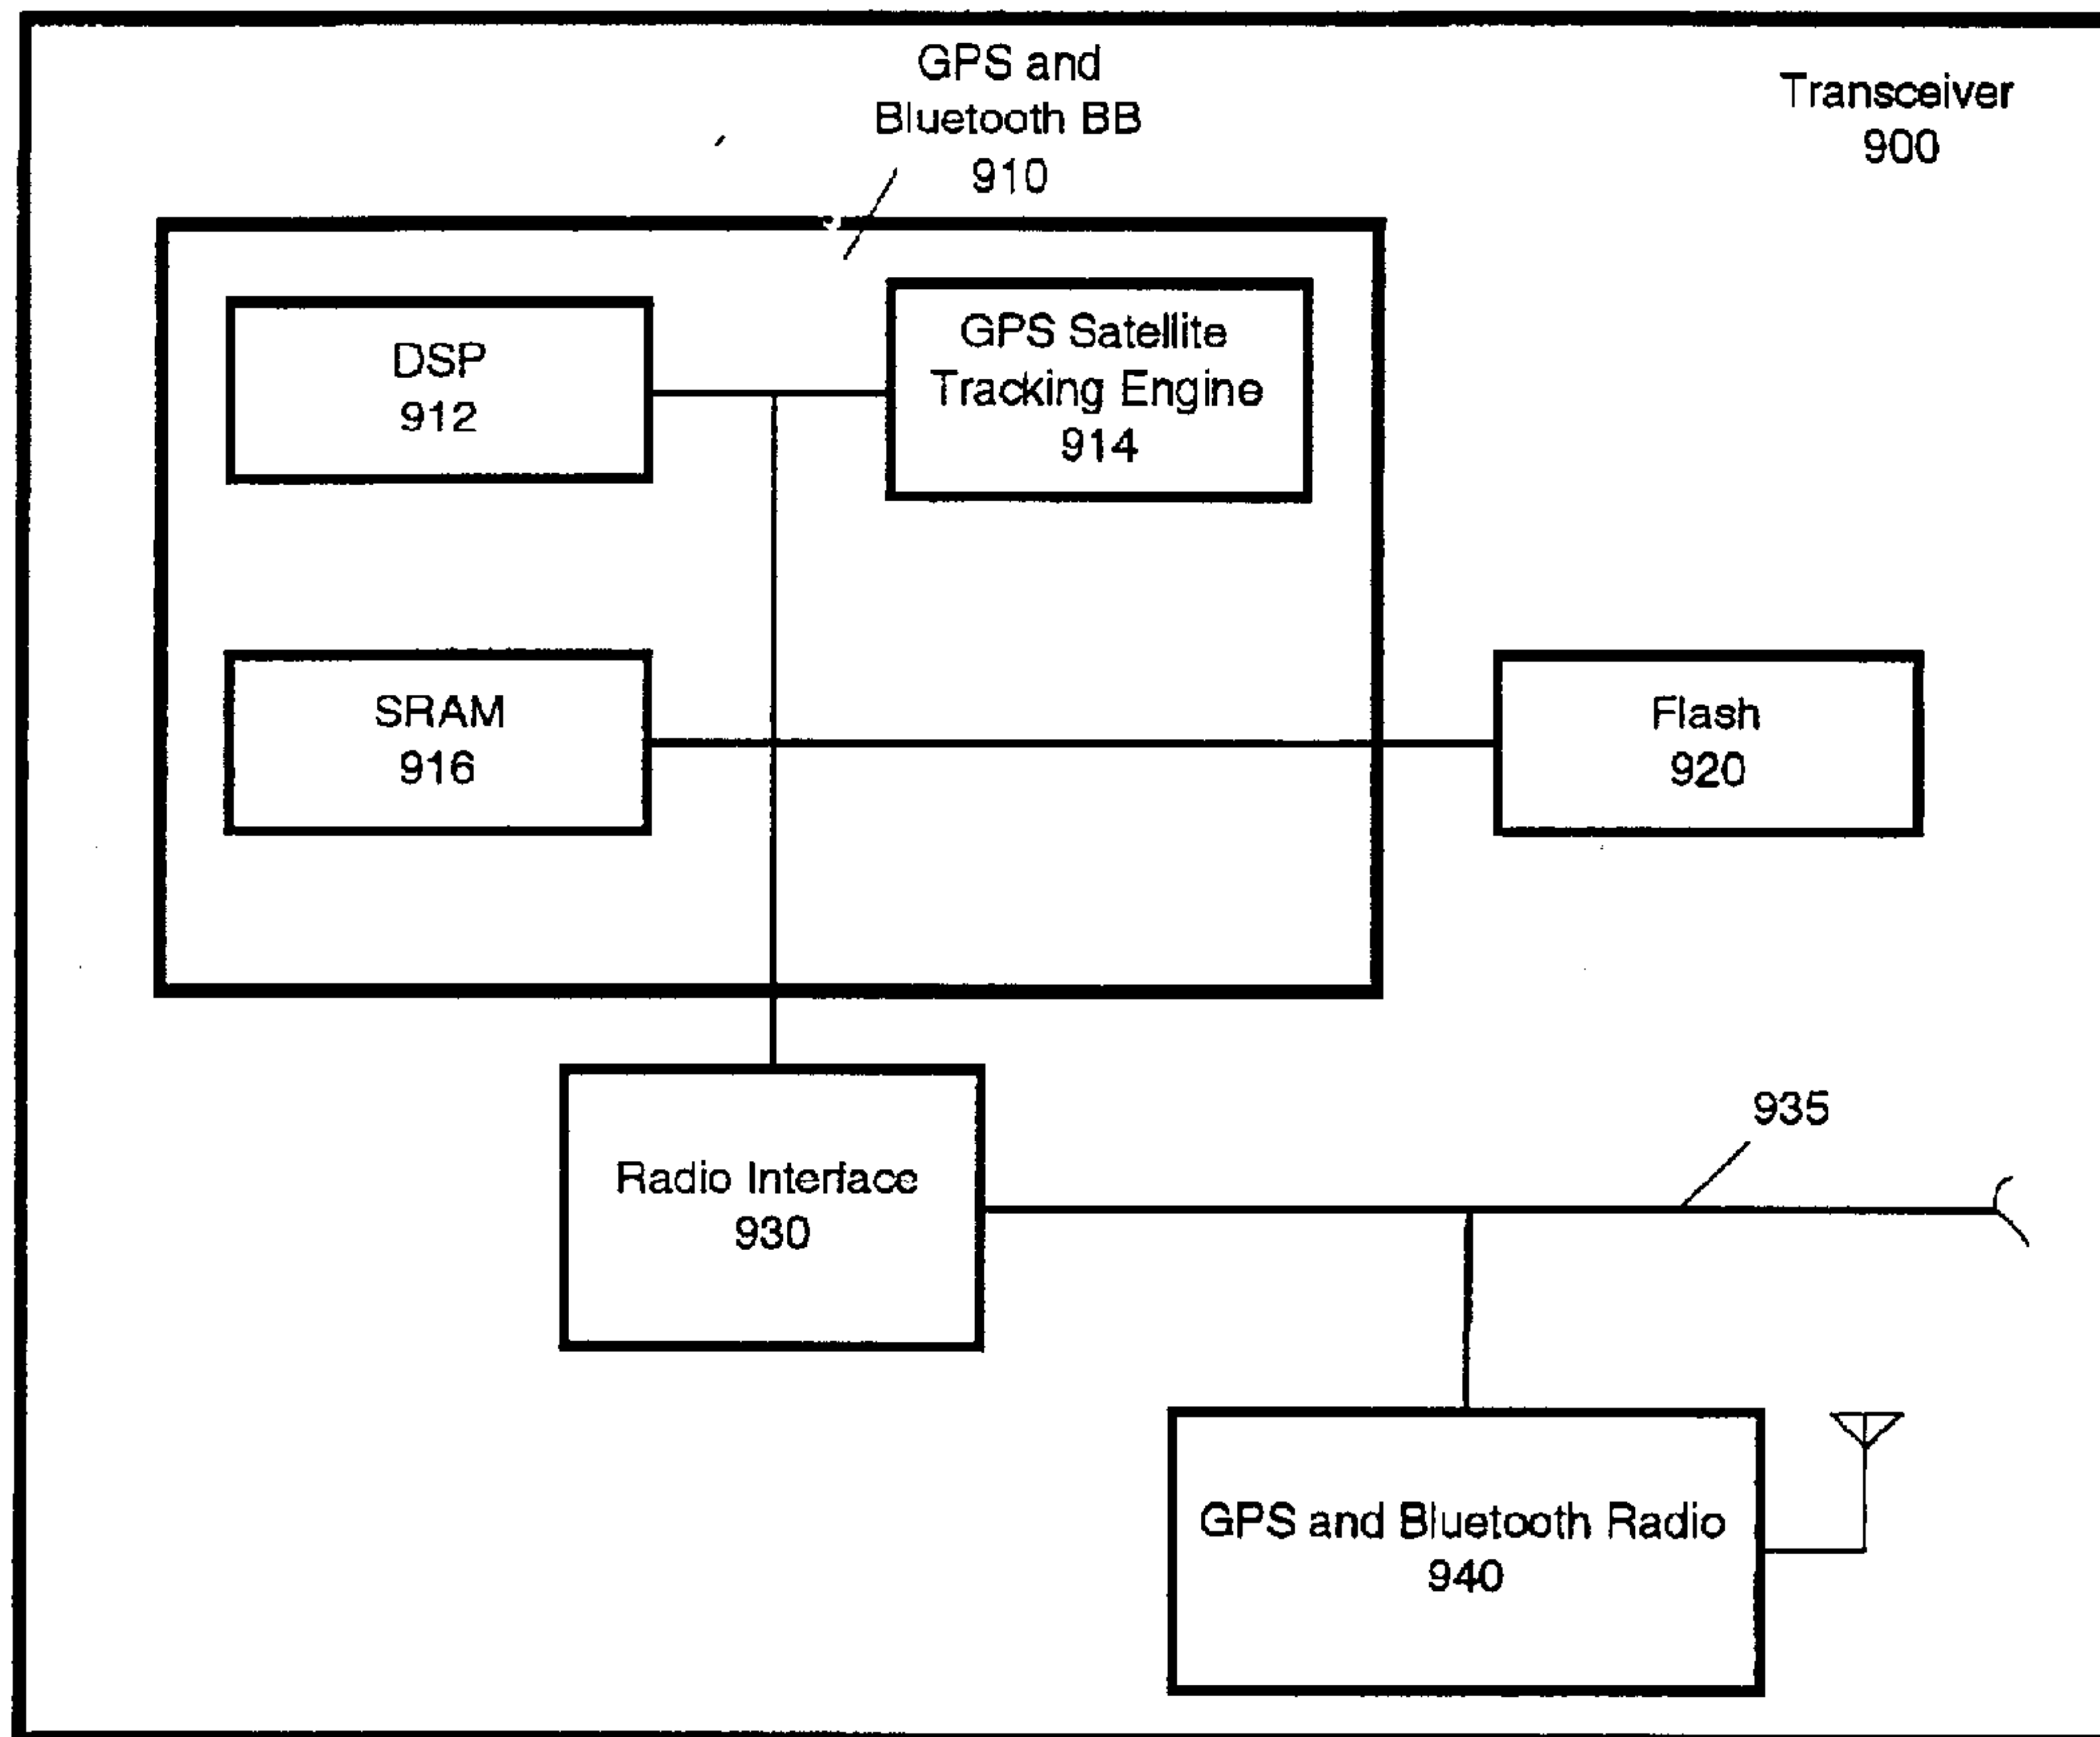 GPS and
Bluetooth BB
910
Transceiver
900
DSP
912
GPS Satellite
Tracking Engine
914
SRAM
916
Flash
920
Radio Interface
930
935
GPS and Bluetooth Radio
940